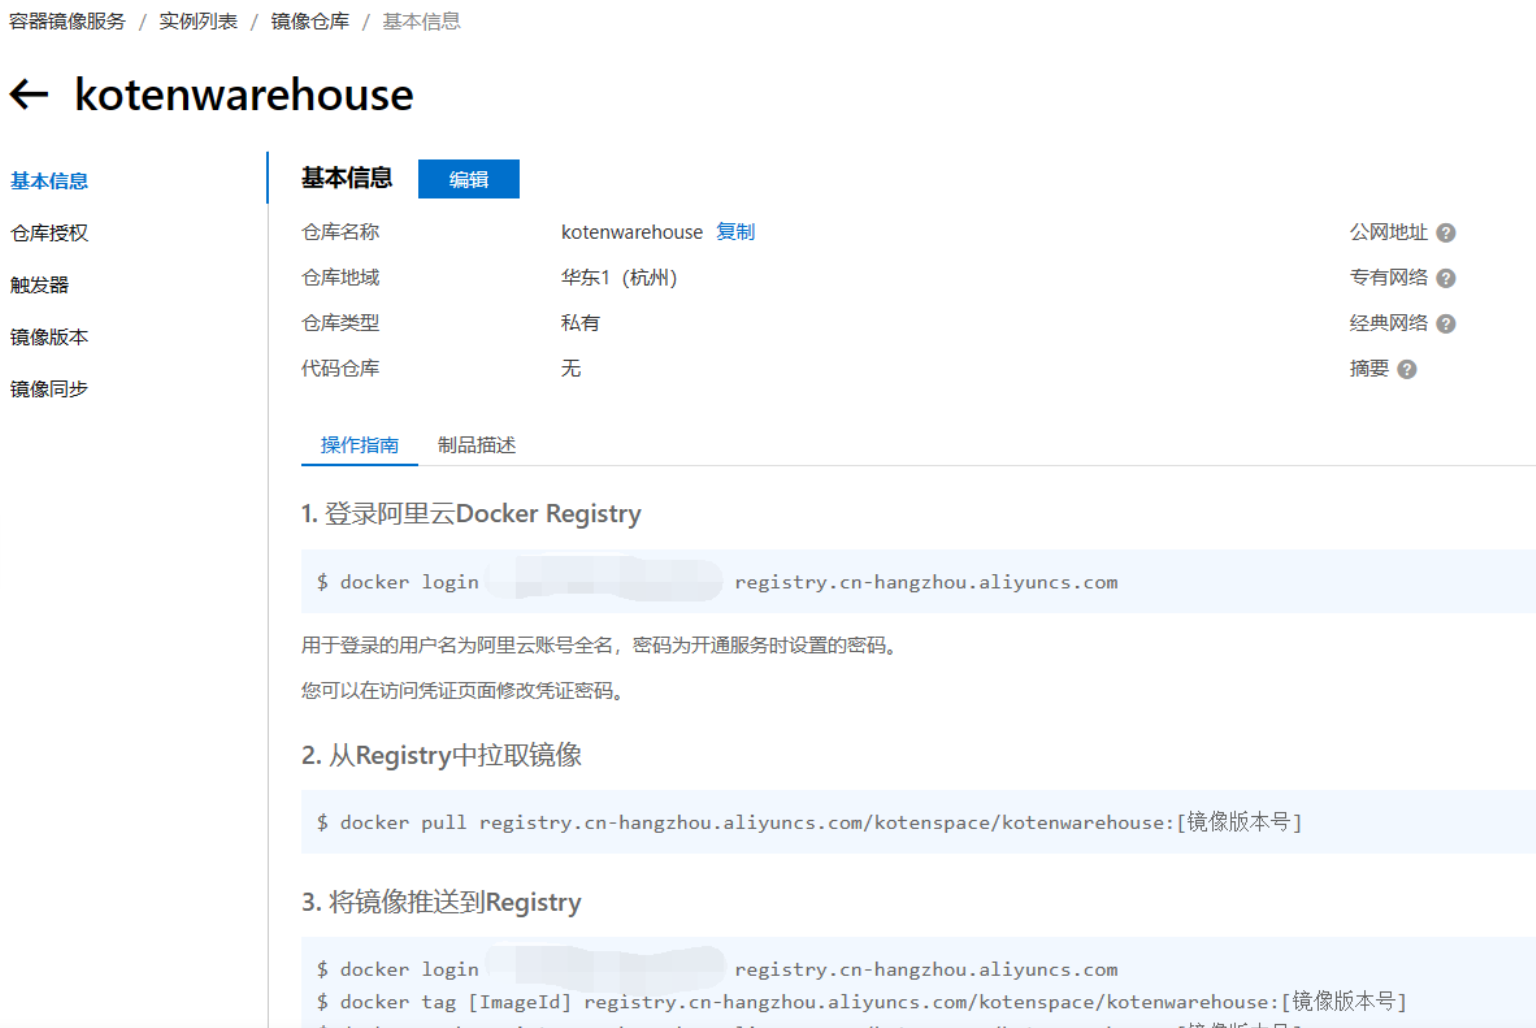 容器镜像服务 / 实例列表 / 镜像仓库 / 基本信息
← kotenwarehouse
基本信息
仓库授权
触发器
镜像版本
镜像同步
基本信息 编辑
仓库名称 kotenwarehouse 复制 公网地址 ?
仓库地域 华东1（杭州） 专有网络 ?
仓库类型 私有 经典网络 ?
代码仓库 无 摘要 ?
操作指南 制品描述
1. 登录阿里云Docker Registry
$ docker login registry.cn-hangzhou.aliyuncs.com
用于登录的用户名为阿里云账号全名，密码为开通服务时设置的密码。
您可以在访问凭证页面修改凭证密码。
2. 从Registry中拉取镜像
$ docker pull registry.cn-hangzhou.aliyuncs.com/kotenspace/kotenwarehouse:[镜像版本号]
3. 将镜像推送到Registry
$ docker login registry.cn-hangzhou.aliyuncs.com
$ docker tag [ImageId] registry.cn-hangzhou.aliyuncs.com/kotenspace/kotenwarehouse:[镜像版本号]